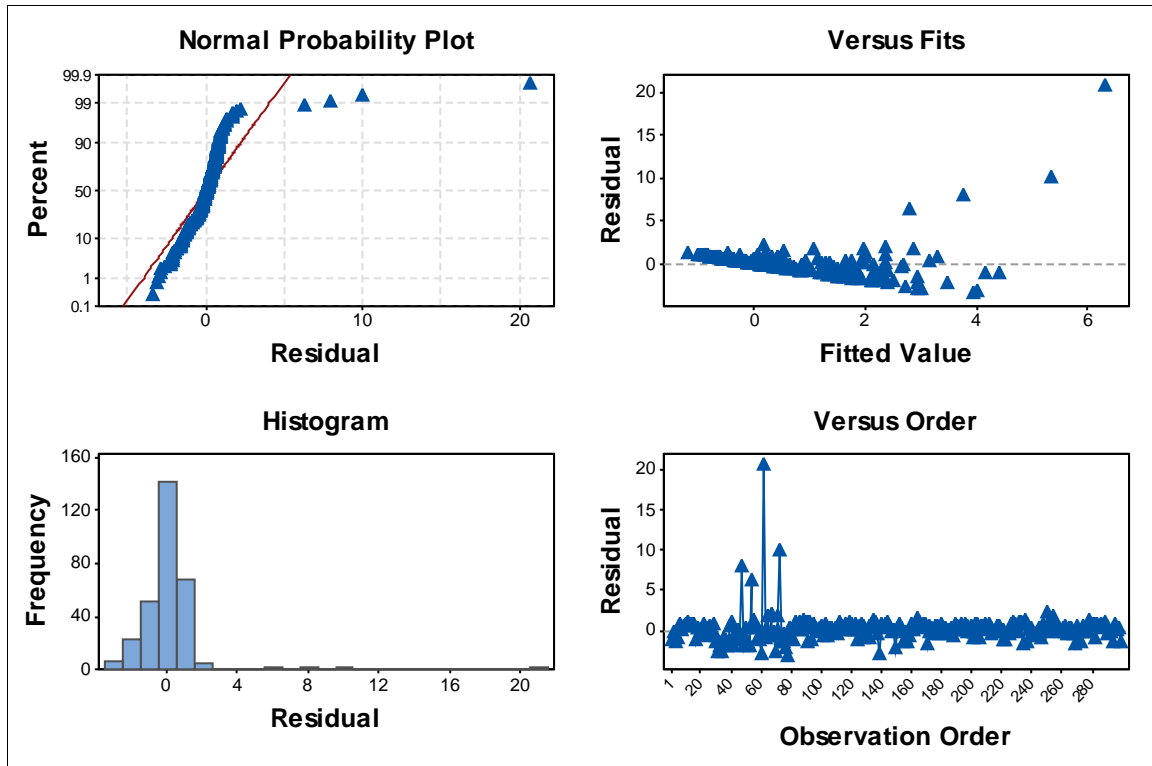 Normal Probability Plot
99.9
99
90
50
10
1
0.1
Percent
0 10 20
Residual
Versus Fits
20
15
10
5
0
Residual
0 2 4 6
Fitted Value
Histogram
160
120
80
40
0
Frequency
0 4 8 12 16 20
Residual
Versus Order
20
15
10
5
0
Residual
1 20 40 60 80 100 120 140 160 180 200 220 240 260 280
Observation Order